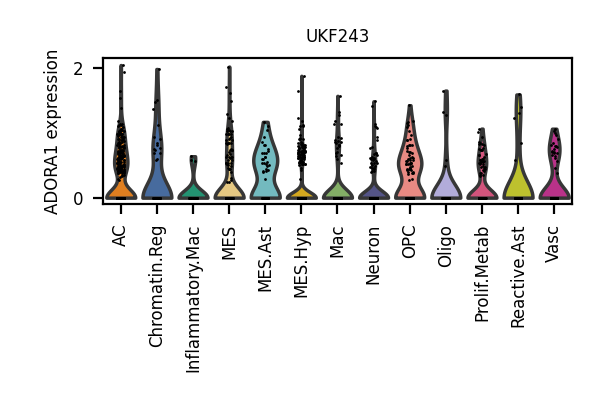 UKF243
ADORA1 expression
2
0
AC
Chromatin.Reg
Inflammatory.Mac
MES
MES.Ast
MES.Hyp
Mac
Neuron
OPC
Oligo
Prolif.Metab
Reactive.Ast
Vasc